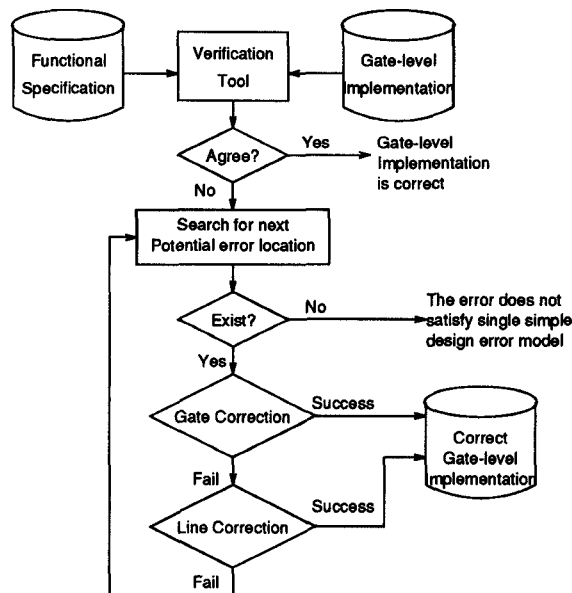 Functional
Specification
Verification
Tool
Gate-level
Implementation
Agree?
Yes
Gate-level
Implementation
is correct
No
Search for next
Potential error location
Exist?
No
The error does not
satisfy single simple
design error model
Yes
Gate Correction
Success
Correct
Gate-level
mplementation
Fail
Line Correction
Success
Fail